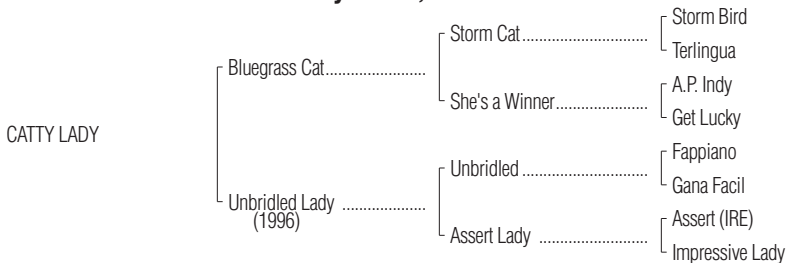 Storm Bird
Storm Cat
Terlingua
Bluegrass Cat
A.P. Indy
She's a Winner
Get Lucky
CATTY LADY
Fappiano
Unbridled
Gana Facil
Unbridled Lady
(1996)
Assert (IRE)
Assert Lady
Impressive Lady